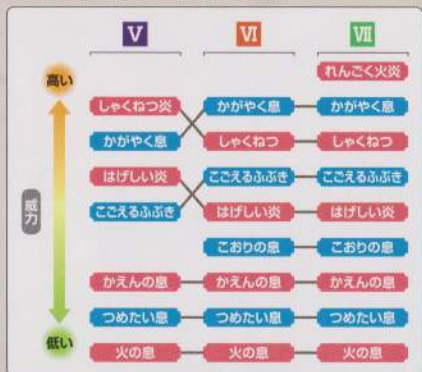 V VI VII
高い
れんごく火炎
しゃくねつ炎 かがやく息 かがやく息
かがやく息 しゃくねつ しゃくねつ
はげしい炎 こごえるふぶき こごえるふぶき
威力
こごえるふぶき はげしい炎 はげしい炎
こおりの息 こおりの息
かえんの息 かえんの息 かえんの息
つめたい息 つめたい息 つめたい息
低い
火の息 火の息 火の息